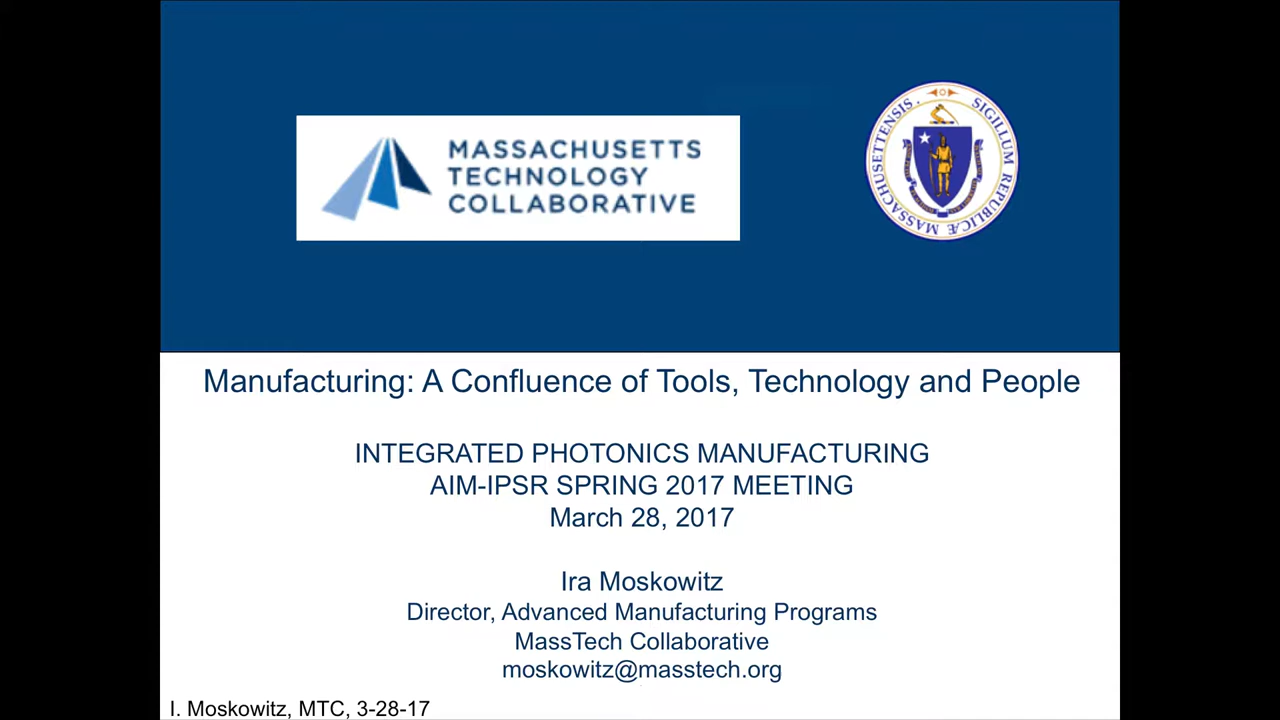 MASSACHUSETTS
TECHNOLOGY
COLLABORATIVE
SIGILLUM REIPUBLICÆ MASSACHUSETTENSIS.
Manufacturing: A Confluence of Tools, Technology and People
INTEGRATED PHOTONICS MANUFACTURING
AIM-IPSR SPRING 2017 MEETING
March 28, 2017
Ira Moskowitz
Director, Advanced Manufacturing Programs
MassTech Collaborative
moskowitz@masstech.org
I. Moskowitz, MTC, 3-28-17